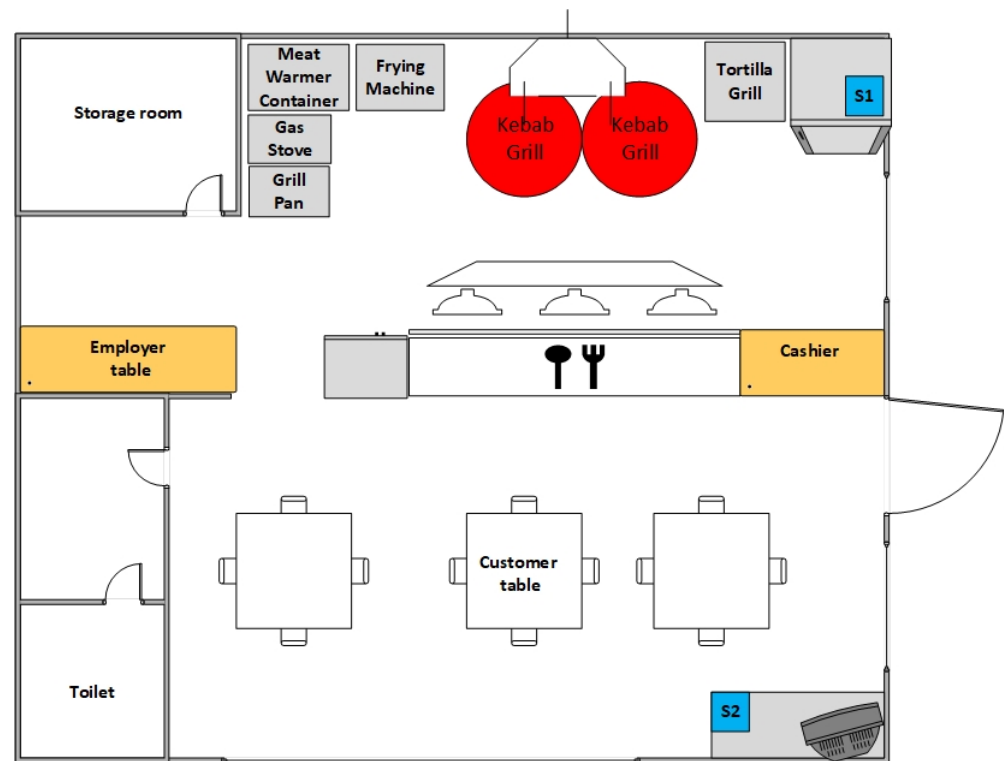 Meat
Warmer
Container
Frying
Machine
Tortilla
Grill
S1
Storage room
Kebab
Grill
Kebab
Grill
Gas
Stove
Grill
Pan
Employer
table
Cashier
Customer
table
Toilet
S2